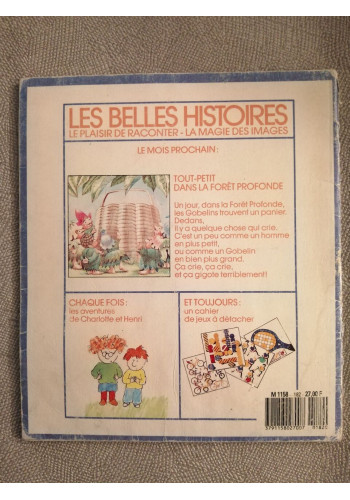 LES BELLES HISTOIRES
LE PLAISIR DE RACONTER - LA MAGIE DES IMAGES
LE MOIS PROCHAIN :
TOUT-PETIT
DANS LA FORÊT PROFONDE
Un jour, dans la Forêt Profonde,
les Gobelins trouvent un panier.
Dedans,
il y a quelque chose qui crie.
C'est un peu comme un homme
en plus petit,
ou comme un Gobelin
en bien plus grand.
Ça crie, ça crie,
et ça gigote terriblement!
CHAQUE FOIS :
les aventures
de Charlotte et Henri.
ET TOUJOURS :
un cahier
de jeux à détacher
M 1158
27,00 F